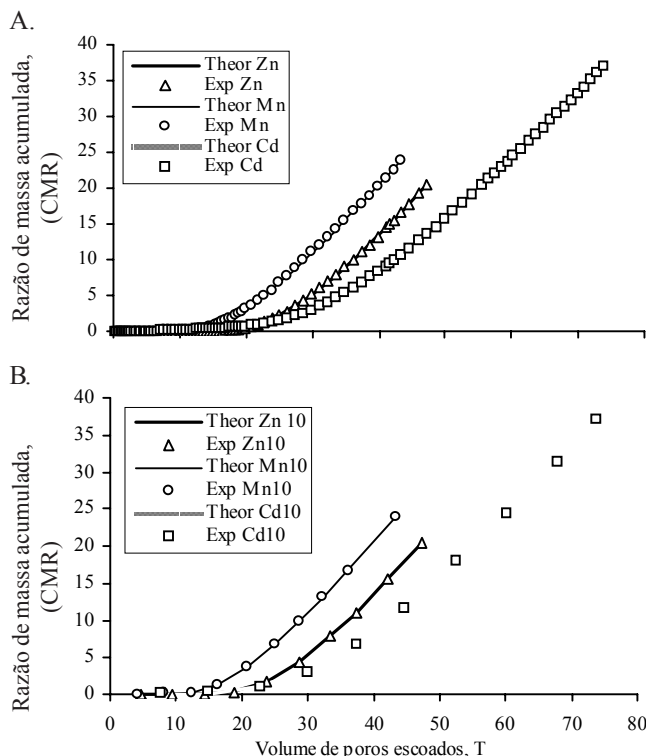 A.
Razão de massa acumulada,
((CMR)
40
35
30
25
20
15
10
5
0
Theor Zn
Exp Zn
Theor Mn
Exp Mn
Theor Cd
Exp Cd
B.
Razão de massa acumulada,
((CMR)
40
35
30
25
20
15
10
5
0
Theor Zn 10
Exp Zn10
Theor Mn10
Exp Mn10
Theor Cd10
Exp Cd10
0 10 20 30 40 50 60 70 80
Volume de poros escoados, T